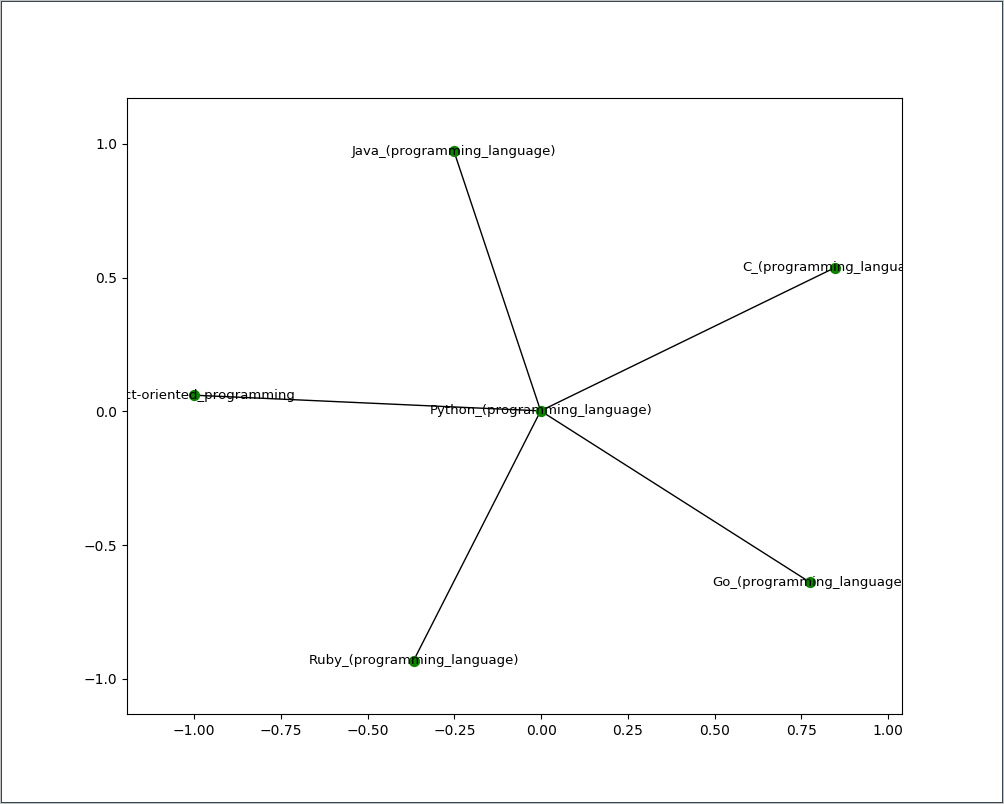 1.0
Java_(programming_language)
0.5
C_(programming_langua
ct-oriented_programming
0.0
Python_(programming_language)
−0.5
Go_(programming_language
Ruby_(programming_language)
−1.0
−1.00 −0.75 −0.50 −0.25 0.00 0.25 0.50 0.75 1.00